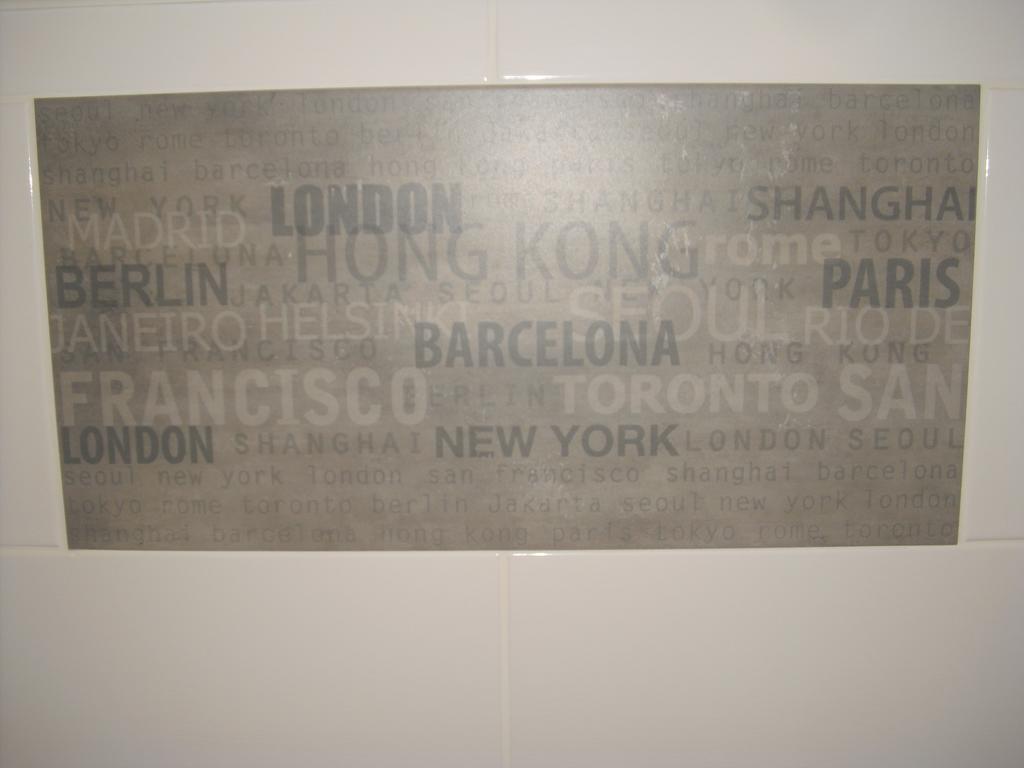 seoul new york london san francisco shanghai barcelona
tokyo rome toronto berlin Jakarta seoul new york london
shanghai barcelona hong kong paris tokyo rome toronto
NEW YORK LONDON SHANGHAI SHANGHAI
MADRID HONG KONG rome TOKYO
BARCELONA
BERLIN JAKARTA SEOUL NEW YORK PARIS
JANEIRO HELSINKI SEOUL RIO DE
SAN FRANCISCO BARCELONA HONG KONG
FRANCISCO BERLIN TORONTO SAN
LONDON SHANGHAI NEW YORK LONDON SEOUL
seoul new york london san francisco shanghai barcelona
tokyo rome toronto berlin Jakarta seoul new york london
shanghai barcelona hong kong paris tokyo rome toronto